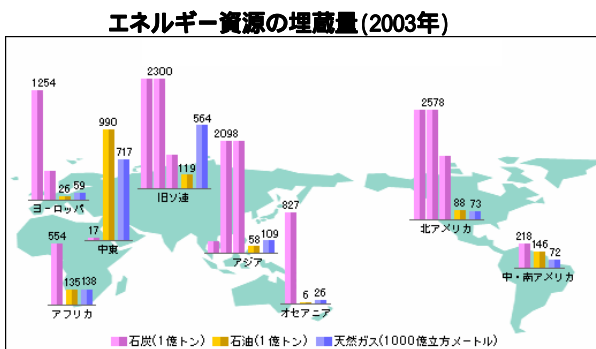 エネルギー資源の埋蔵量(2003年)
1254
26
59
ヨーロッパ
17
990
717
中東
2300
119
564
旧ソ連
2098
58
109
アジア
827
6
26
オセアニア
2578
88
73
北アメリカ
218
146
72
中・南アメリカ
554
135
138
アフリカ
石炭(1億トン)
石油(1億トン)
天然ガス(1000億立方メートル)